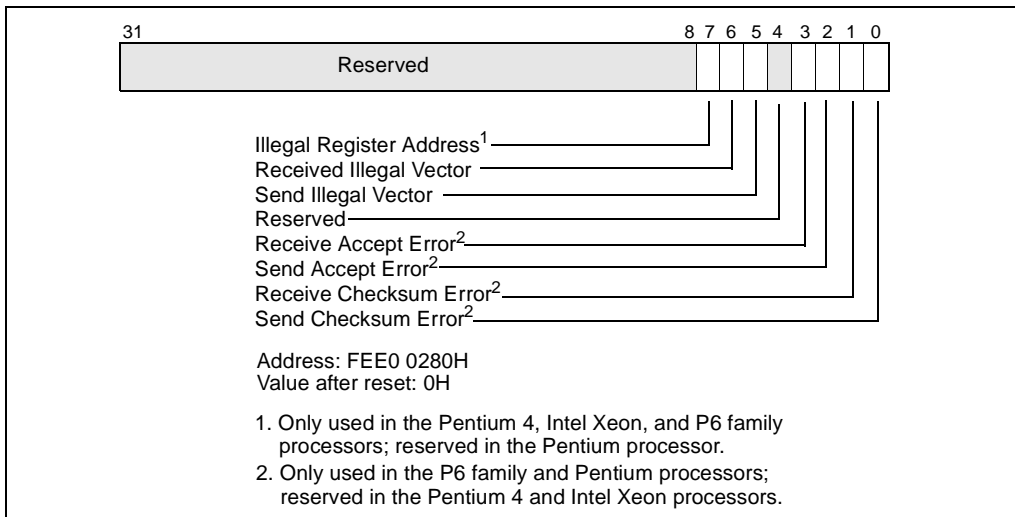 31 8 7 6 5 4 3 2 1 0
Reserved
Illegal Register Address1
Received Illegal Vector
Send Illegal Vector
Reserved
Receive Accept Error2
Send Accept Error2
Receive Checksum Error2
Send Checksum Error2
Address: FEE0 0280H
Value after reset: 0H
1. Only used in the Pentium 4, Intel Xeon, and P6 family
processors; reserved in the Pentium processor.
2. Only used in the P6 family and Pentium processors;
reserved in the Pentium 4 and Intel Xeon processors.